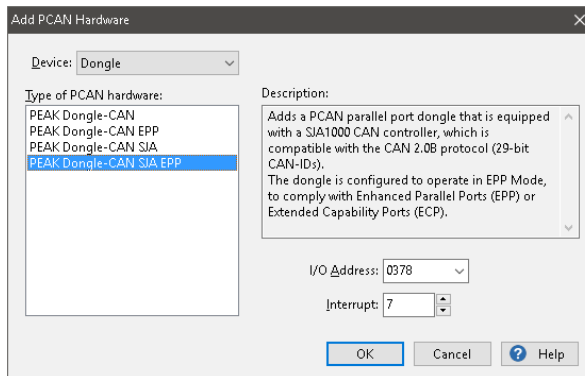 Add PCAN Hardware
Device: Dongle
Type of PCAN hardware:
PEAK Dongle-CAN
PEAK Dongle-CAN EPP
PEAK Dongle-CAN SJA
PEAK Dongle-CAN SJA EPP
Description:
Adds a PCAN parallel port dongle that is equipped
with a SJA1000 CAN controller, which is
compatible with the CAN 2.0B protocol (29-bit
CAN-IDs).
The dongle is configured to operate in EPP Mode,
to comply with Enhanced Parallel Ports (EPP) or
Extended Capability Ports (ECP).
I/O Address: 0378
Interrupt: 7
OK
Cancel
Help